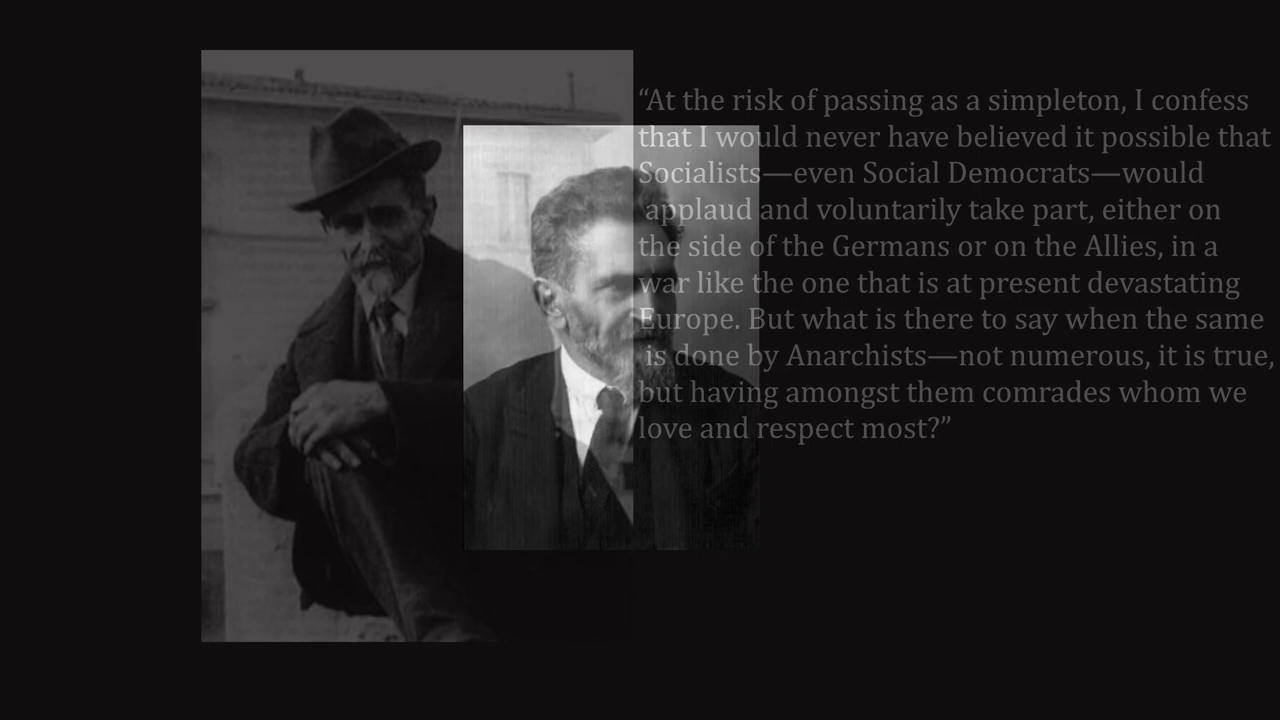 “At the risk of passing as a simpleton, I confess
that I would never have believed it possible that
Socialists—even Social Democrats—would
applaud and voluntarily take part, either on
the side of the Germans or on the Allies, in a
war like the one that is at present devastating
Europe. But what is there to say when the same
is done by Anarchists—not numerous, it is true,
but having amongst them comrades whom we
love and respect most?”